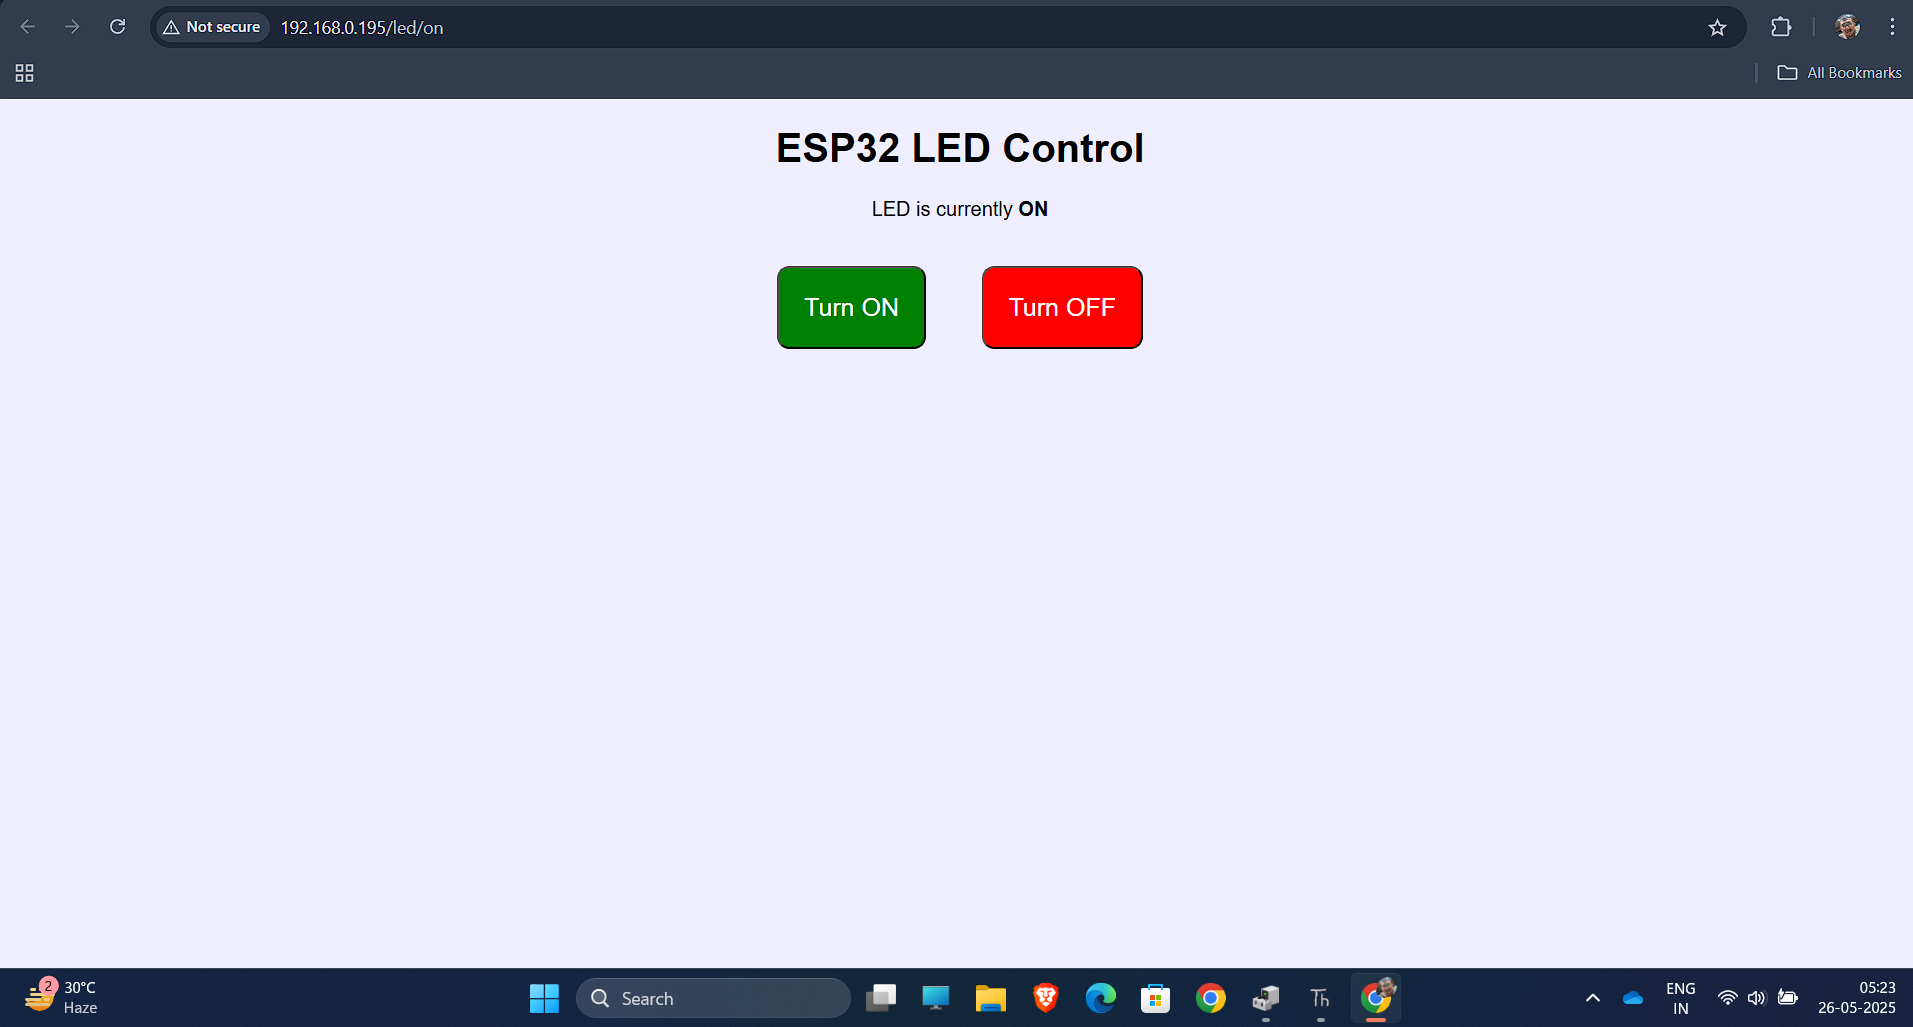 Not secure 192.168.0.195/led/on
All Bookmarks
ESP32 LED Control
LED is currently ON
Turn ON Turn OFF
2
30°C
Haze
Search
Th
ENG
IN
05:23
26-05-2025